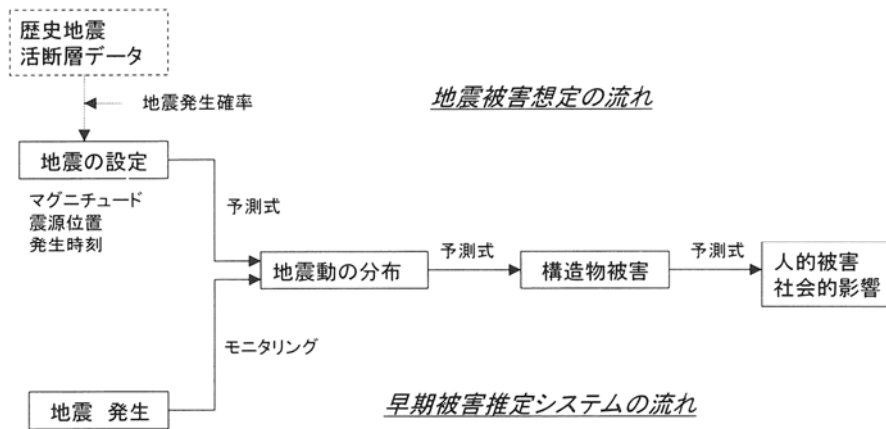 歴史地震
活断層データ
地震発生確率
地震被害想定の流れ
地震の設定
マグニチュード
震源位置
発生時刻
予測式
地震動の分布
予測式
構造物被害
予測式
人的被害
社会的影響
モニタリング
地震 発生
早期被害推定システムの流れ